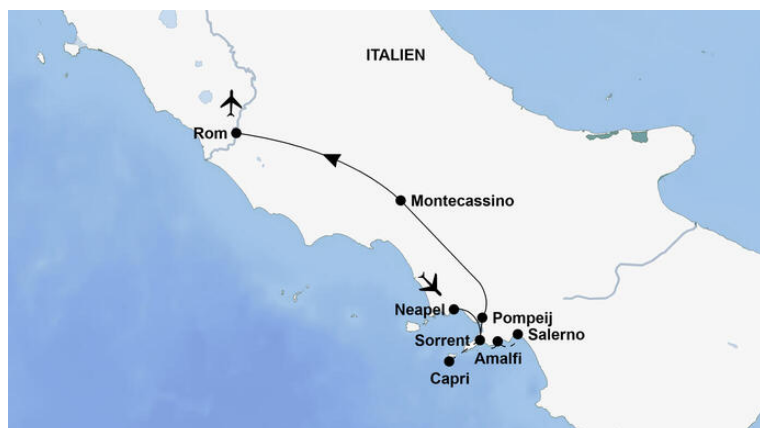 ITALIEN
Rom
Montecassino
Neapel
Pompeij
Sorrent
Salerno
Amalfi
Capri